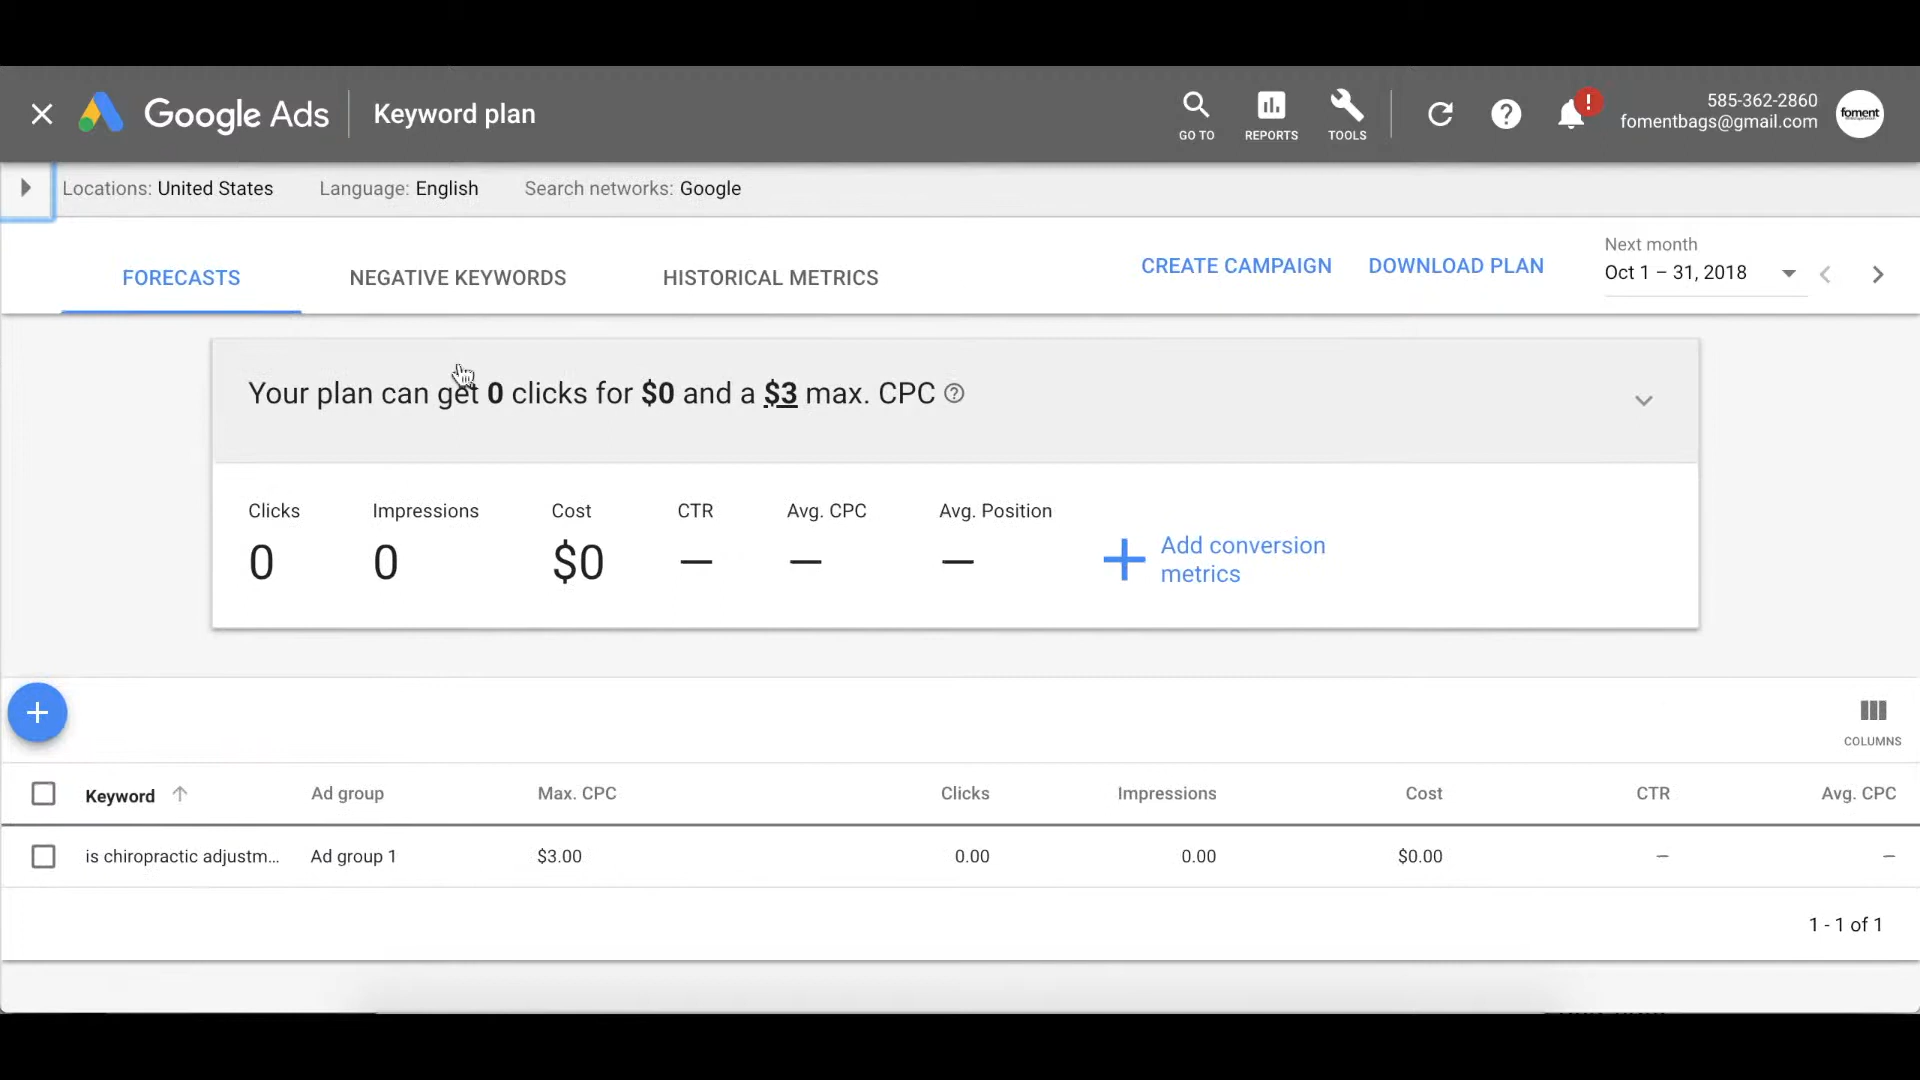 Google Ads Keyword plan
GO TO
REPORTS
TOOLS
?
!
585-362-2860
fomentbags@gmail.com
foment
Locations: United States Language: English Search networks: Google
FORECASTS NEGATIVE KEYWORDS HISTORICAL METRICS
CREATE CAMPAIGN DOWNLOAD PLAN
Next month
Oct 1 – 31, 2018
Your plan can get 0 clicks for $0 and a $3 max. CPC ?
Clicks Impressions Cost CTR Avg. CPC Avg. Position
0 0 $0 – – –
Add conversion
metrics
COLUMNS
Keyword Ad group Max. CPC Clicks Impressions Cost CTR Avg. CPC
is chiropractic adjustm... Ad group 1 $3.00 0.00 0.00 $0.00 – –
1 - 1 of 1